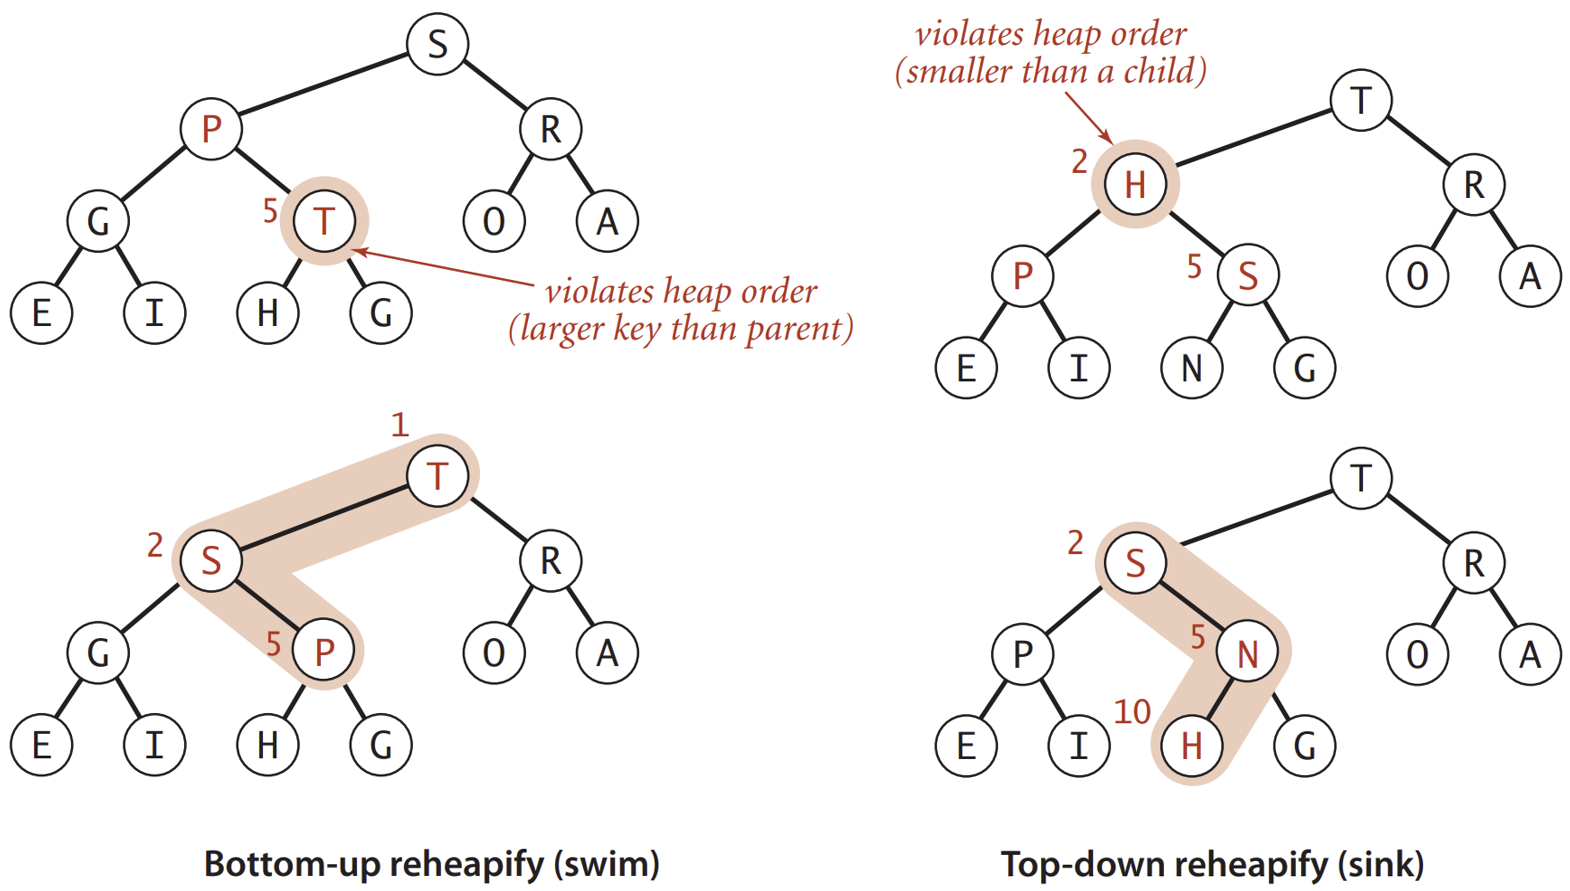 S
P
R
G
5
T
O
A
E
I
H
G
violates heap order
(larger key than parent)
1
T
2
S
R
G
5
P
O
A
E
I
H
G
Bottom-up reheapify (swim)
violates heap order
(smaller than a child)
T
2
H
R
P
5
S
O
A
E
I
N
G
T
2
S
R
P
5
N
O
A
10
E
I
H
G
Top-down reheapify (sink)